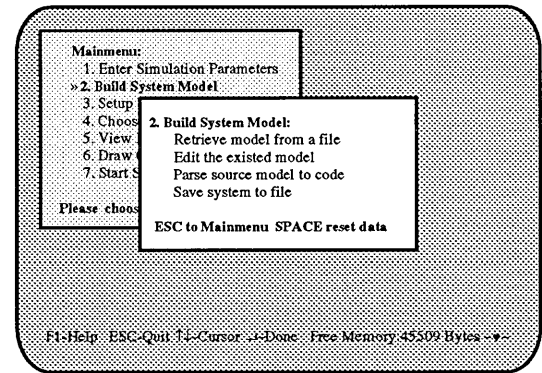 Mainmenu:
1. Enter Simulation Parameters
»2. Build System Model
3. Setup
4. Choos
5. View
6. Draw
7. Start S
Please choos
2. Build System Model:
Retrieve model from a file
Edit the existed model
Parse source model to code
Save system to file
ESC to Mainmenu SPACE reset data
F1-Help ESC-Quit ↑↓-Cursor ↵-Done Free Memory 45509 Bytes -▾-